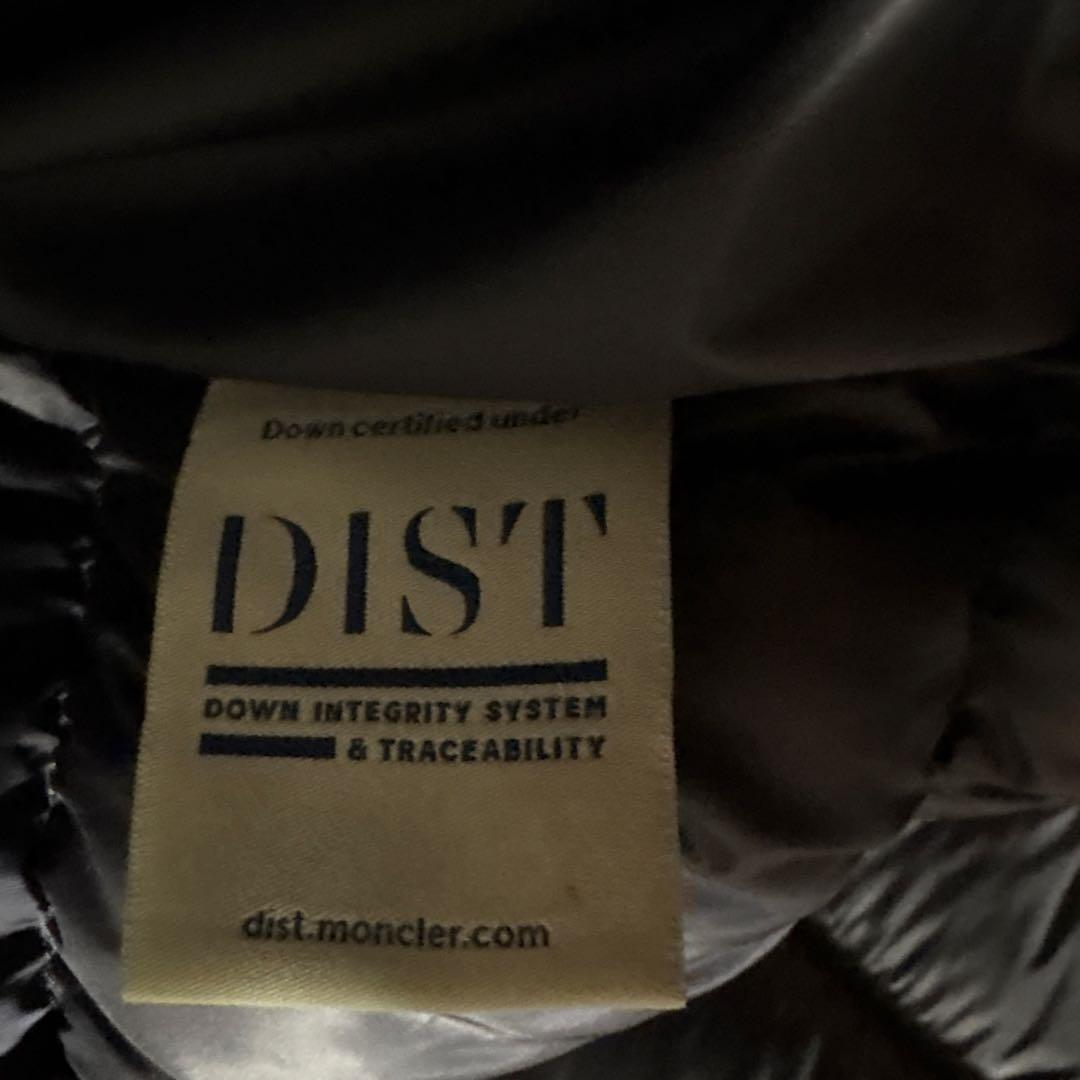 Down certified under
DIST
DOWN INTEGRITY SYSTEM
& TRACEABILITY
dist.moncler.com